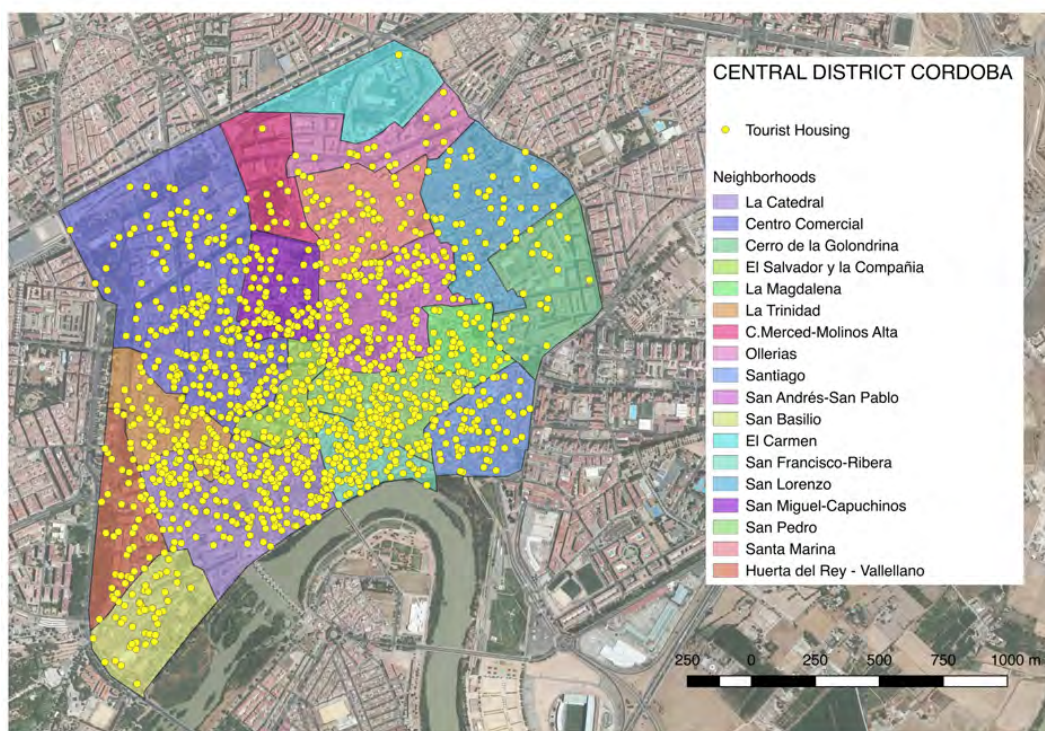 CENTRAL DISTRICT CORDOBA
Tourist Housing
Neighborhoods
La Catedral
Centro Comercial
Cerro de la Golondrina
El Salvador y la Compañia
La Magdalena
La Trinidad
C.Merced-Molinos Alta
Ollerias
Santiago
San Andrés-San Pablo
San Basilio
El Carmen
San Francisco-Ribera
San Lorenzo
San Miguel-Capuchinos
San Pedro
Santa Marina
Huerta del Rey - Vallellano
250 0 250 500 750 1000 m